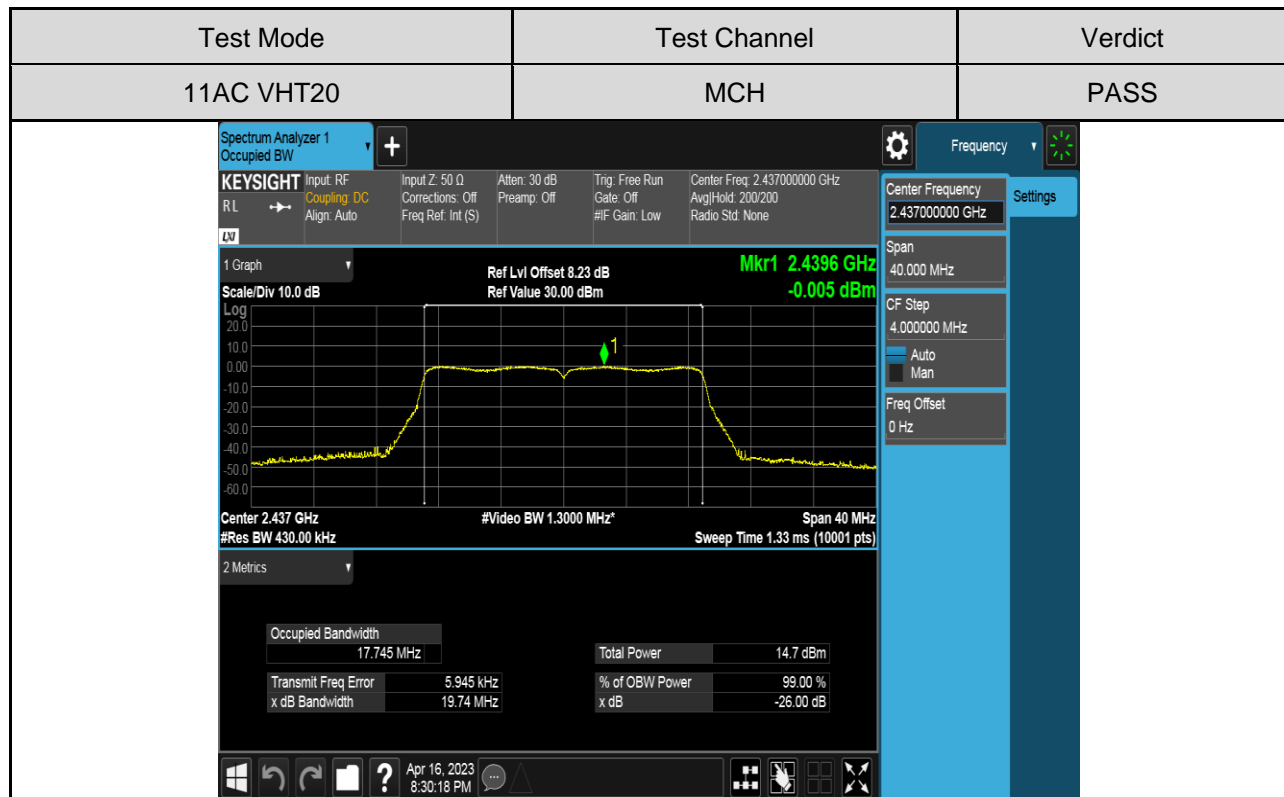 Test Mode Test Channel Verdict
11AC VHT20 MCH PASS
Spectrum Analyzer 1
Occupied BW
+
Frequency
KEYSIGHT
RL
LXI
Input: RF
Coupling: DC
Align: Auto
Input Z: 50 Ω
Corrections: Off
Freq Ref: Int (S)
Atten: 30 dB
Preamp: Off
Trig: Free Run
Gate: Off
#IF Gain: Low
Center Freq: 2.437000000 GHz
Avg|Hold: 200/200
Radio Std: None
Center Frequency
2.437000000 GHz
Settings
Span
40.000 MHz
CF Step
4.000000 MHz
Auto
Man
Freq Offset
0 Hz
1 Graph
Scale/Div 10.0 dB
Ref Lvl Offset 8.23 dB
Ref Value 30.00 dBm
Mkr1 2.4396 GHz
-0.005 dBm
Log
20.0
10.0
0.00
-10.0
-20.0
-30.0
-40.0
-50.0
-60.0
1
Center 2.437 GHz #Video BW 1.3000 MHz* Span 40 MHz
#Res BW 430.00 kHz Sweep Time 1.33 ms (10001 pts)
2 Metrics
Occupied Bandwidth
17.745 MHz
Total Power 14.7 dBm
Transmit Freq Error 5.945 kHz % of OBW Power 99.00 %
x dB Bandwidth 19.74 MHz x dB -26.00 dB
?
Apr 16, 2023
8:30:18 PM